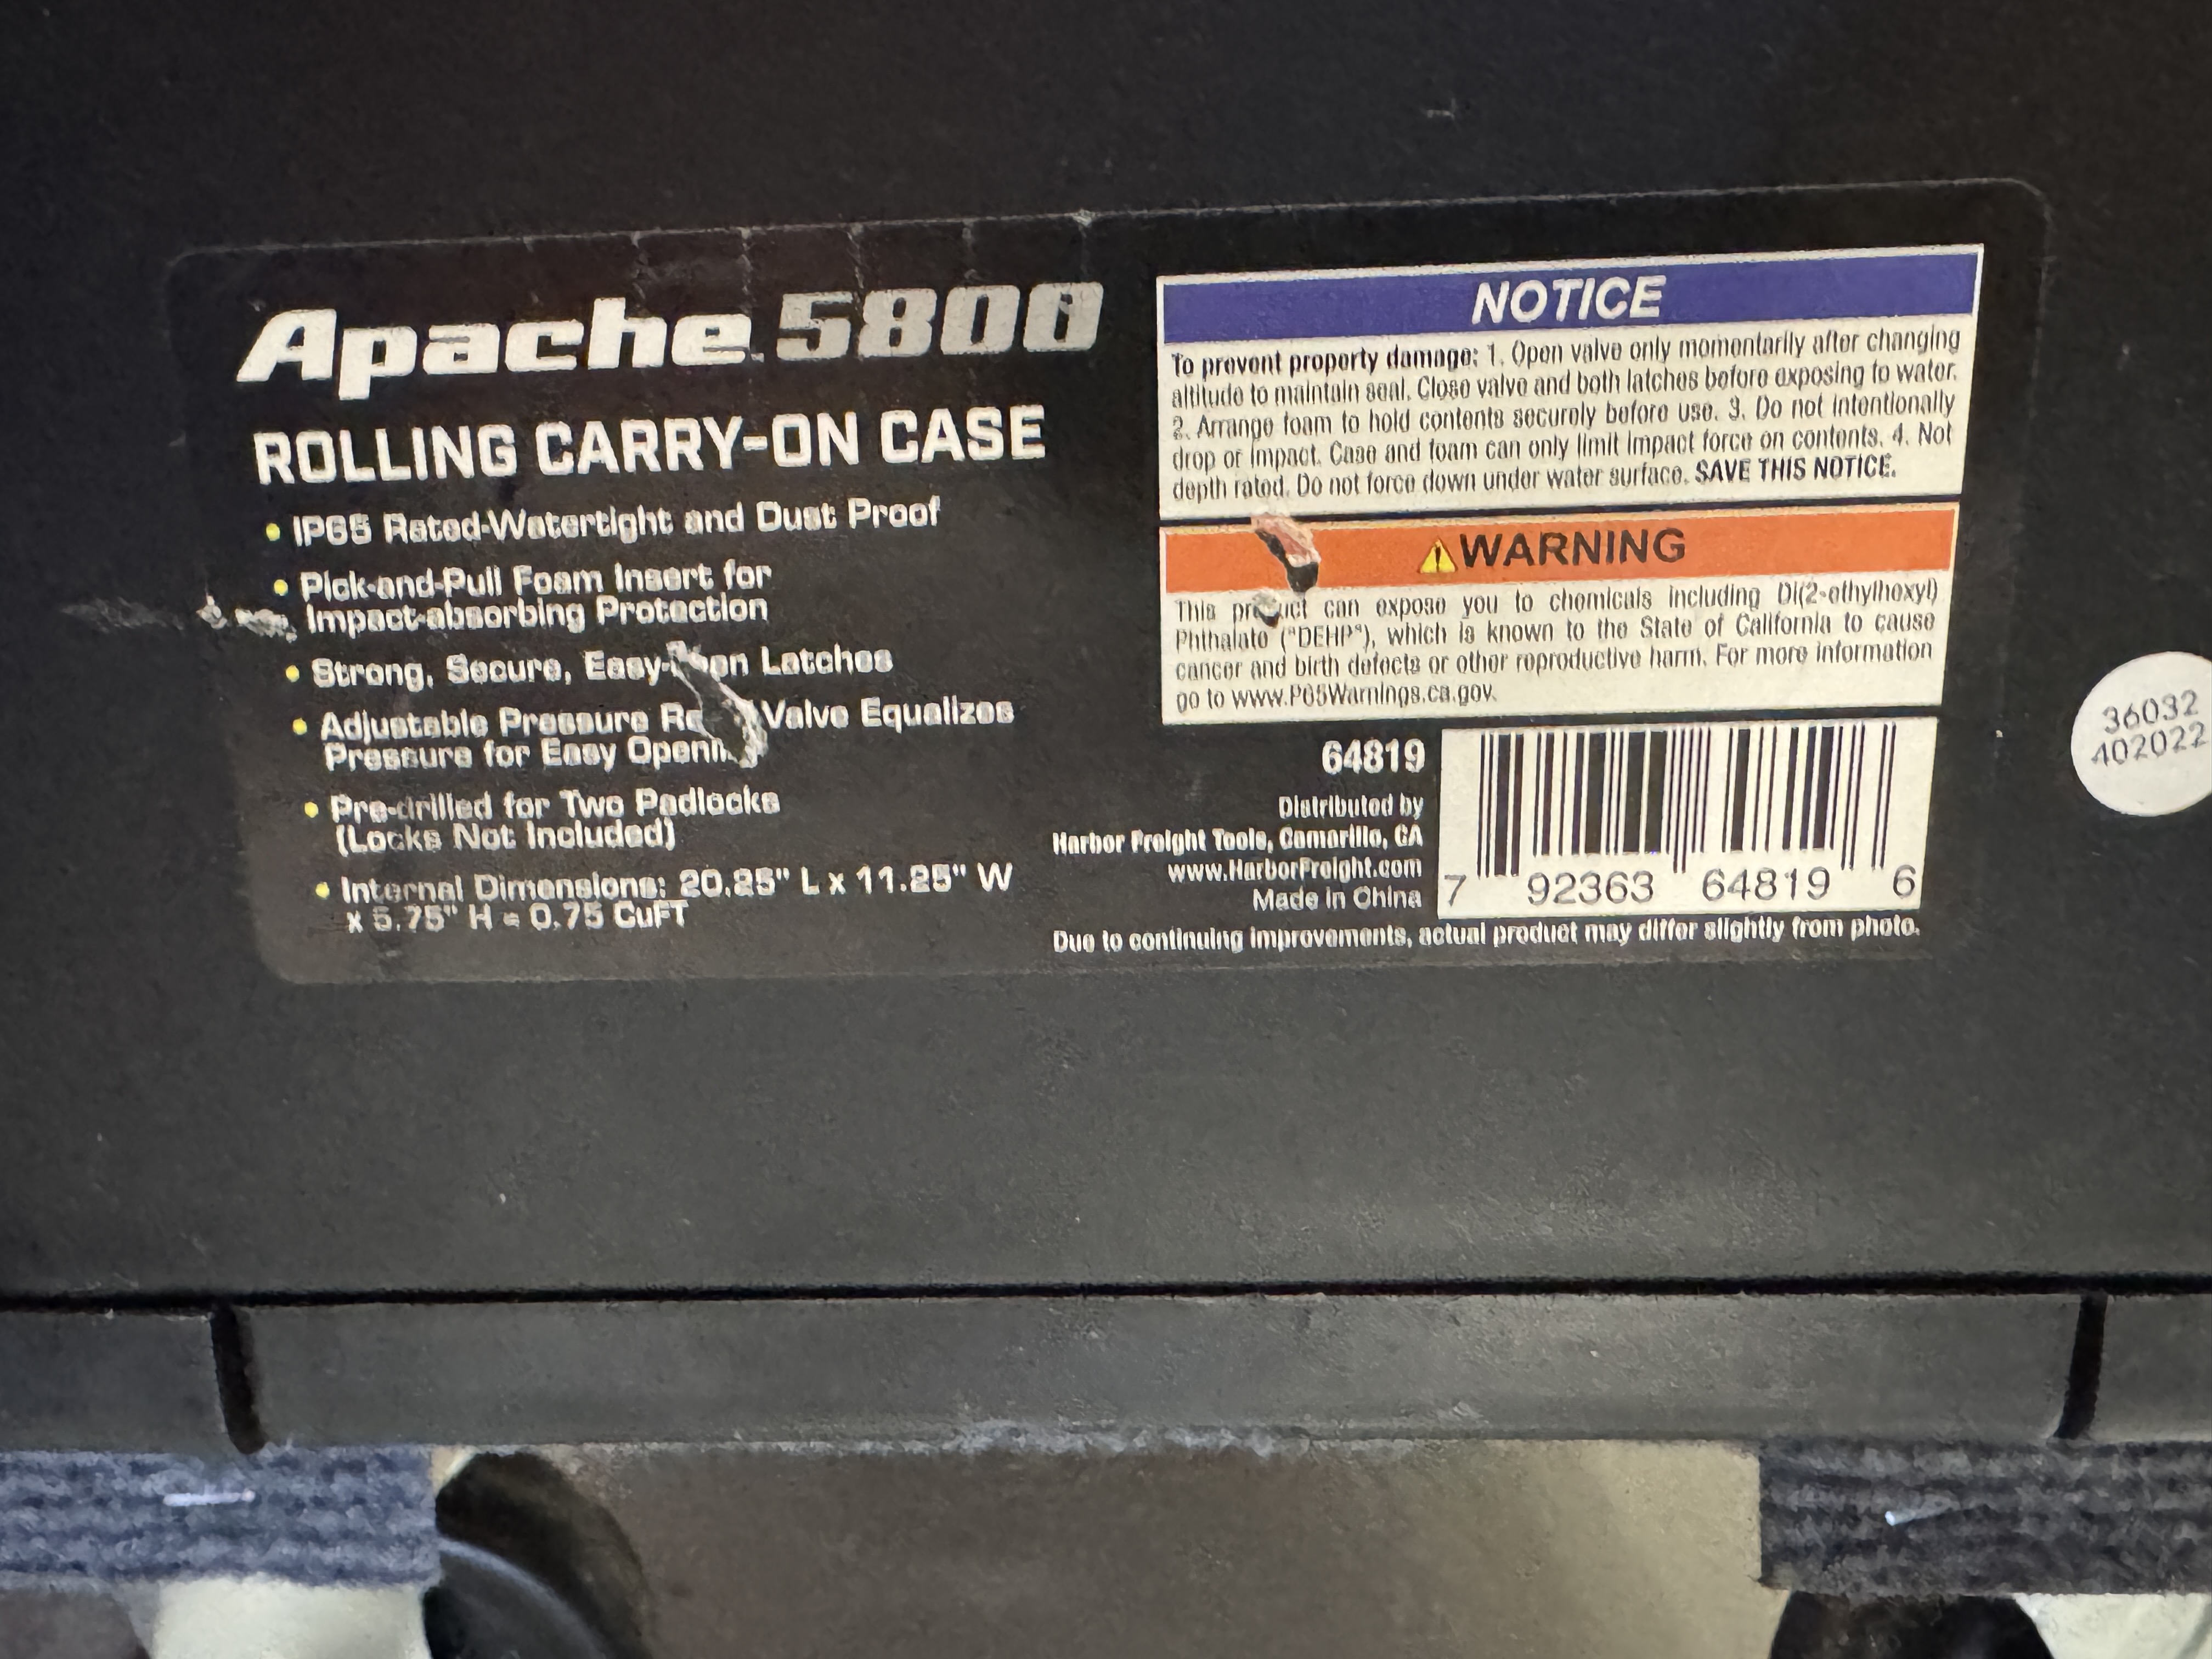 Apache 5800
ROLLING CARRY-ON CASE
• IP65 Rated-Watertight and Dust Proof
• Pick-and-Pull Foam Insert for
Impact-absorbing Protection
• Strong, Secure, Latches
• Adjustable Pressure Valve Equalizes
Pressure for Easy
• Pre-drilled for Two Padlocks
(Locks Not Included)
• Internal Dimensions: 20.25" L x 11.25" W
x 5.75" H = 0.75 CuFT
NOTICE
To prevent property damage: 1. Open valve only momentarily after changing
altitude to maintain seal. Close valve and both latches before exposing to water.
2. Arrange foam to hold contents securely before use. 3. Do not intentionally
drop or impact. Case and foam can only limit impact force on contents. 4. Not
depth rated. Do not force down under water surface. SAVE THIS NOTICE.
WARNING
This can expose you to chemicals including Di(2-ethylhexyl)
Phthalate ("DEHP"), which is known to the State of California to cause
cancer and birth defects or other reproductive harm. For more information
go to www.P65Warnings.ca.gov.
64819
Distributed by
Harbor Freight Tools, Camarillo, CA
www.HarborFreight.com
Made in China
7 92363 64819 6
Due to continuing improvements, actual product may differ slightly from photo.
36032
402022